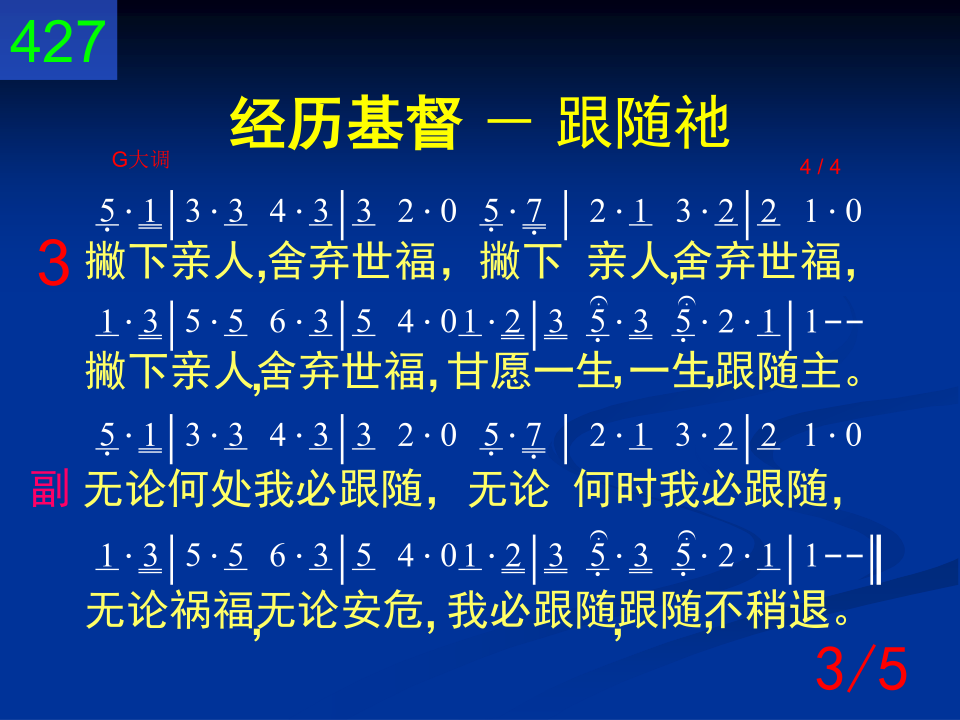 427
经历基督 － 跟随祂
G大调 4 / 4
5 · 1|3 · 3 4 · 3|3 2 · 0 5 · 7 | 2 · 1 3 · 2|2 1 · 0
3 撇下亲人,舍弃世福，撇下 亲人,舍弃世福，
1 · 3|5 · 5 6 · 3|5 4 · 0 1 · 2|3 5 · 3 5 · 2 · 1|1--
撇下亲人,舍弃世福，甘愿一生，一生，跟随主。
5 · 1|3 · 3 4 · 3|3 2 · 0 5 · 7 | 2 · 1 3 · 2|2 1 · 0
副 无论何处我必跟随，无论 何时我必跟随，
1 · 3|5 · 5 6 · 3|5 4 · 0 1 · 2|3 5 · 3 5 · 2 · 1|1--‖
无论祸福,无论安危，我必跟随,跟随,不稍退。
3/5